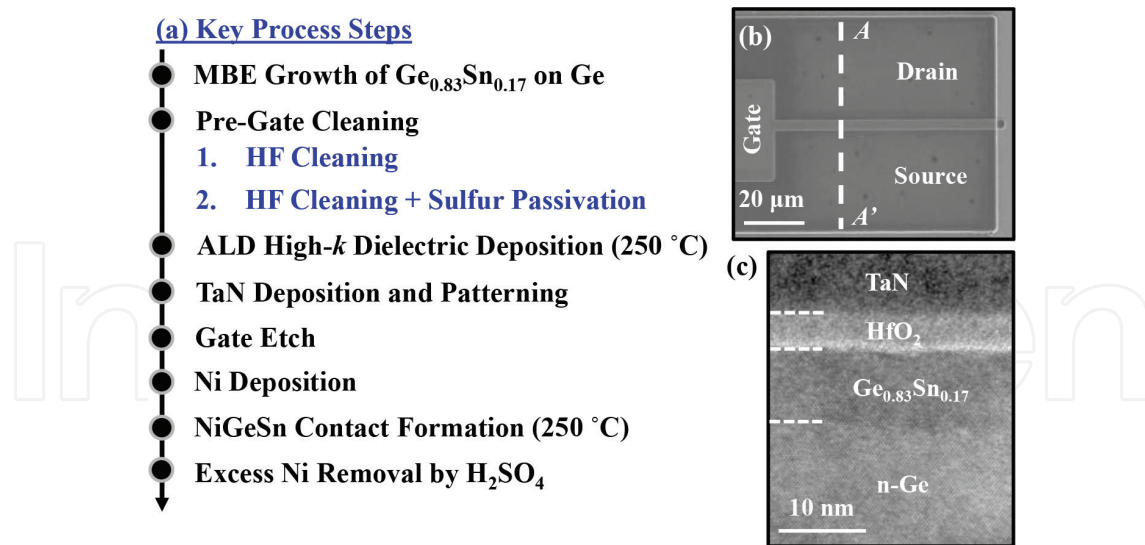 (a) Key Process Steps
MBE Growth of Ge0.83Sn0.17 on Ge
Pre-Gate Cleaning
1. HF Cleaning
2. HF Cleaning + Sulfur Passivation
ALD High-k Dielectric Deposition (250 ˚C)
TaN Deposition and Patterning
Gate Etch
Ni Deposition
NiGeSn Contact Formation (250 ˚C)
Excess Ni Removal by H2SO4
(b)
A
Drain
Gate
Source
20 μm
A’
(c)
TaN
HfO2
Ge0.83Sn0.17
n-Ge
10 nm